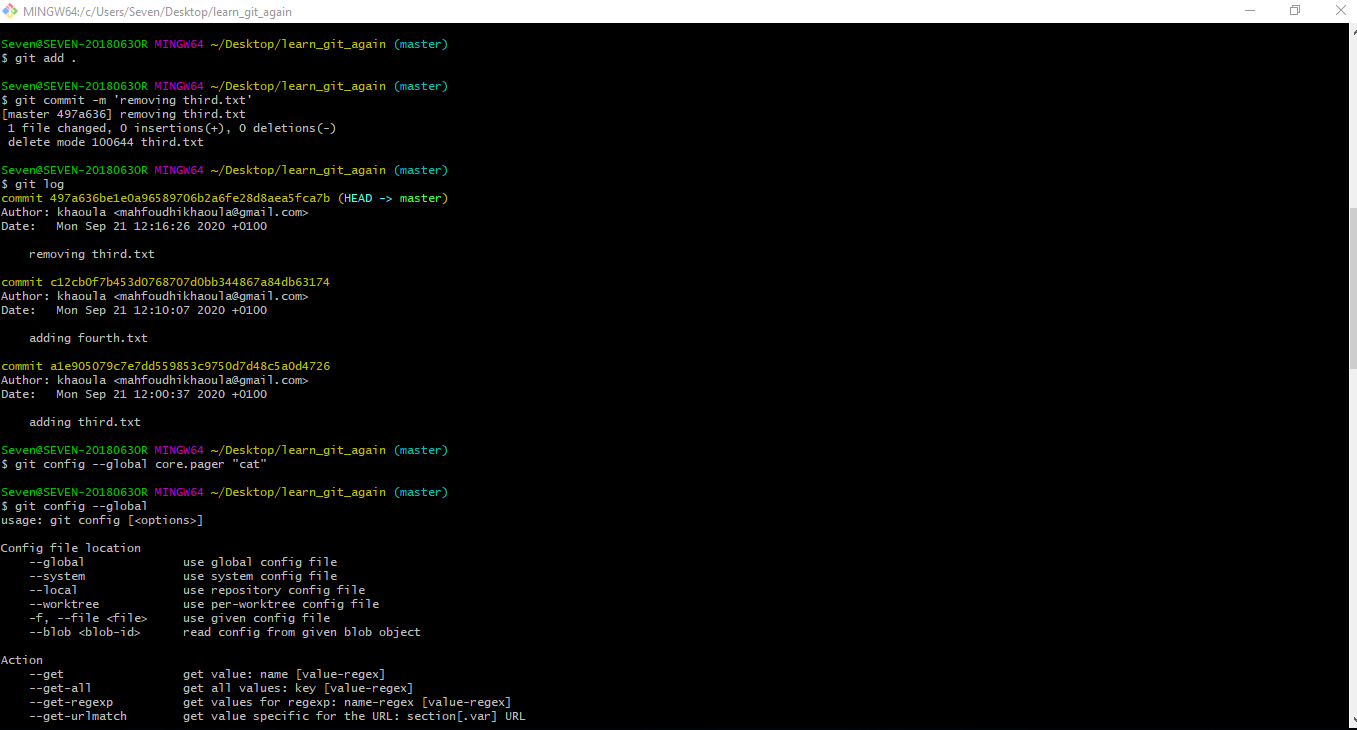 MINGW64:/c/Users/Seven/Desktop/learn_git_again
Seven@SEVEN-20180630R MINGW64 ~/Desktop/learn_git_again (master)
$ git add .
Seven@SEVEN-20180630R MINGW64 ~/Desktop/learn_git_again (master)
$ git commit -m 'removing third.txt'
[master 497a636] removing third.txt
 1 file changed, 0 insertions(+), 0 deletions(-)
 delete mode 100644 third.txt
Seven@SEVEN-20180630R MINGW64 ~/Desktop/learn_git_again (master)
$ git log
commit 497a636be1e0a96589706b2a6fe28d8aea5fca7b (HEAD -> master)
Author: khaoula <mahfoudhikhaoula@gmail.com>
Date:   Mon Sep 21 12:16:26 2020 +0100
    removing third.txt
commit c12cb0f7b453d0768707d0bb344867a84db63174
Author: khaoula <mahfoudhikhaoula@gmail.com>
Date:   Mon Sep 21 12:10:07 2020 +0100
    adding fourth.txt
commit a1e905079c7e7dd559853c9750d7d48c5a0d4726
Author: khaoula <mahfoudhikhaoula@gmail.com>
Date:   Mon Sep 21 12:00:37 2020 +0100
    adding third.txt
Seven@SEVEN-20180630R MINGW64 ~/Desktop/learn_git_again (master)
$ git config --global core.pager "cat"
Seven@SEVEN-20180630R MINGW64 ~/Desktop/learn_git_again (master)
$ git config --global
usage: git config [<options>]
Config file location
    --global              use global config file
    --system              use system config file
    --local               use repository config file
    --worktree            use per-worktree config file
    -f, --file <file>     use given config file
    --blob <blob-id>      read config from given blob object
Action
    --get                 get value: name [value-regex]
    --get-all             get all values: key [value-regex]
    --get-regexp          get values for regexp: name-regex [value-regex]
    --get-urlmatch        get value specific for the URL: section[.var] URL